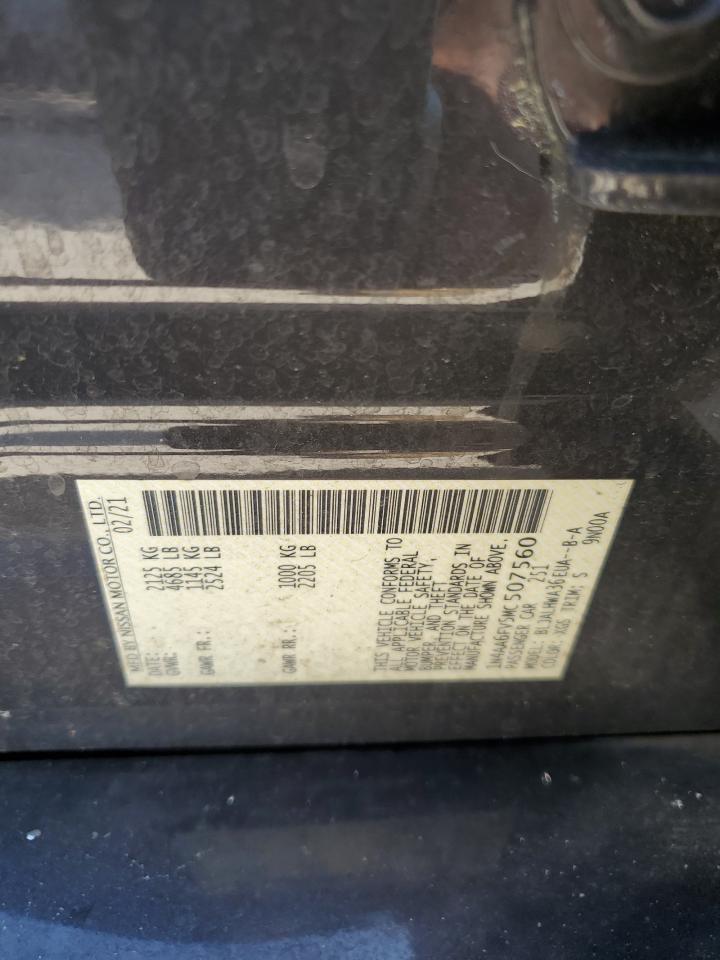 MFD BY NISSAN MOTOR CO., LTD.
DATE: 02/21
GVWR: 2125 KG
4685 LB
GAWR FR.: 1145 KG
2524 LB
GAWR RR.: 1000 KG
2205 LB
THIS VEHICLE CONFORMS TO
ALL APPLICABLE FEDERAL
MOTOR VEHICLE SAFETY,
BUMPER, AND THEFT
PREVENTION STANDARDS IN
EFFECT ON THE DATE OF
MANUFACTURE SHOWN ABOVE.
1N4AA6FV5MC507560
PASSENGER CAR
MODEL: EUA--B-A
COLOR: TRIM: S 9N00A